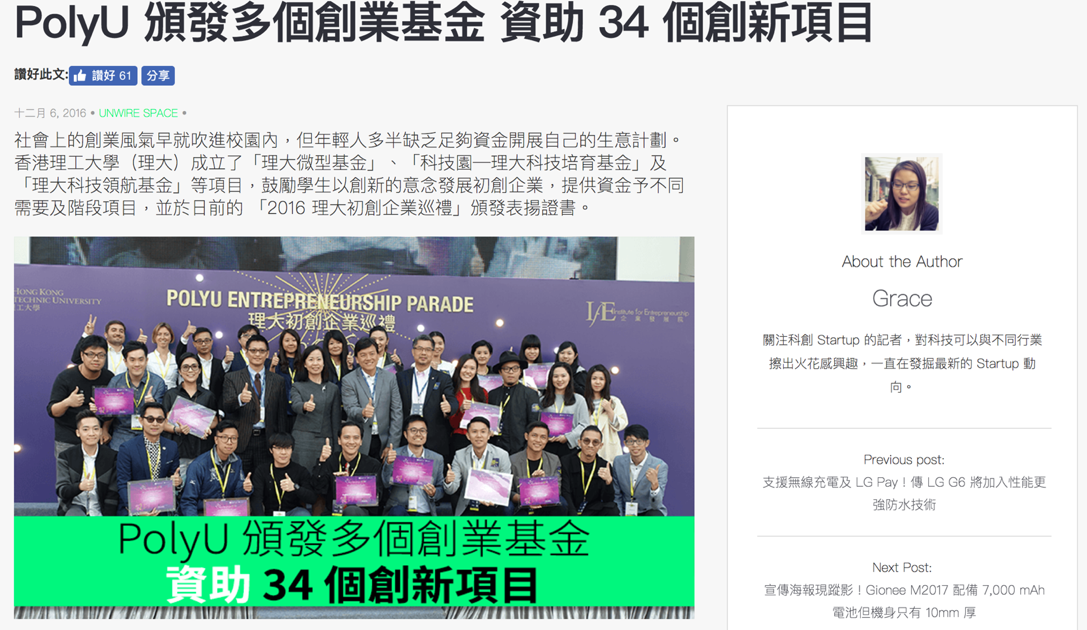 PolyU 頒發多個創業基金 資助 34 個創新項目
讚好此文: 讚好 61 分享
十二月 6, 2016 • UNWIRE SPACE •
社會上的創業風氣早就吹進校園內，但年輕人多半缺乏足夠資金開展自己的生意計劃。
香港理工大學（理大）成立了「理大微型基金」、「科技園—理大科技培育基金」及
「理大科技領航基金」等項目，鼓勵學生以創新的意念發展初創企業，提供資金予不同
需要及階段項目，並於日前的 「2016 理大初創企業巡禮」頒發表揚證書。
HONG KONG
TECHNIC UNIVERSITY
工大學
POLYU ENTREPRENEURSHIP PARADE
理大初創企業巡禮
I/E Institute for Entrepreneurship
企業發展院
PolyU 頒發多個創業基金
資助 34 個創新項目
About the Author
Grace
關注科創 Startup 的記者，對科技可以與不同行業
擦出火花感興趣，一直在發掘最新的 Startup 動
向。
Previous post:
支援無線充電及 LG Pay！傳 LG G6 將加入性能更
強防水技術
Next Post:
宣傳海報現蹤影！Gionee M2017 配備 7,000 mAh
電池但機身只有 10mm 厚